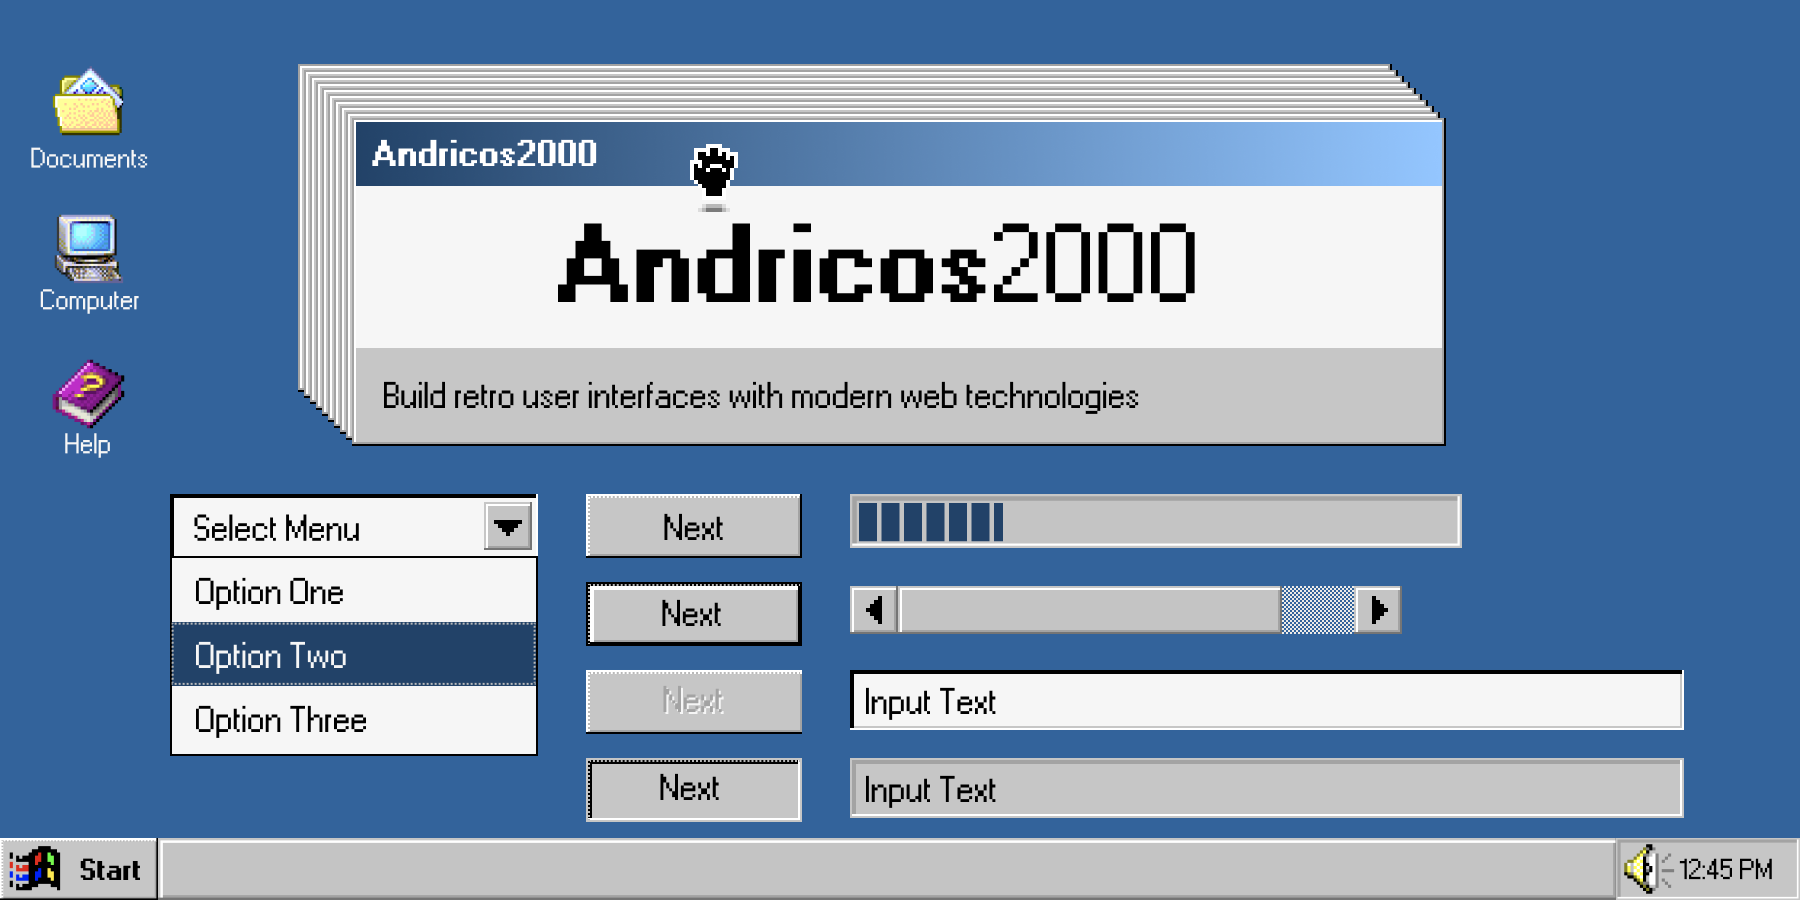 Documents
Computer
Help
Andricos2000
Andricos2000
Build retro user interfaces with modern web technologies
Select Menu
Option One
Option Two
Option Three
Next
Next
Next
Next
Input Text
Input Text
Start
12:45 PM